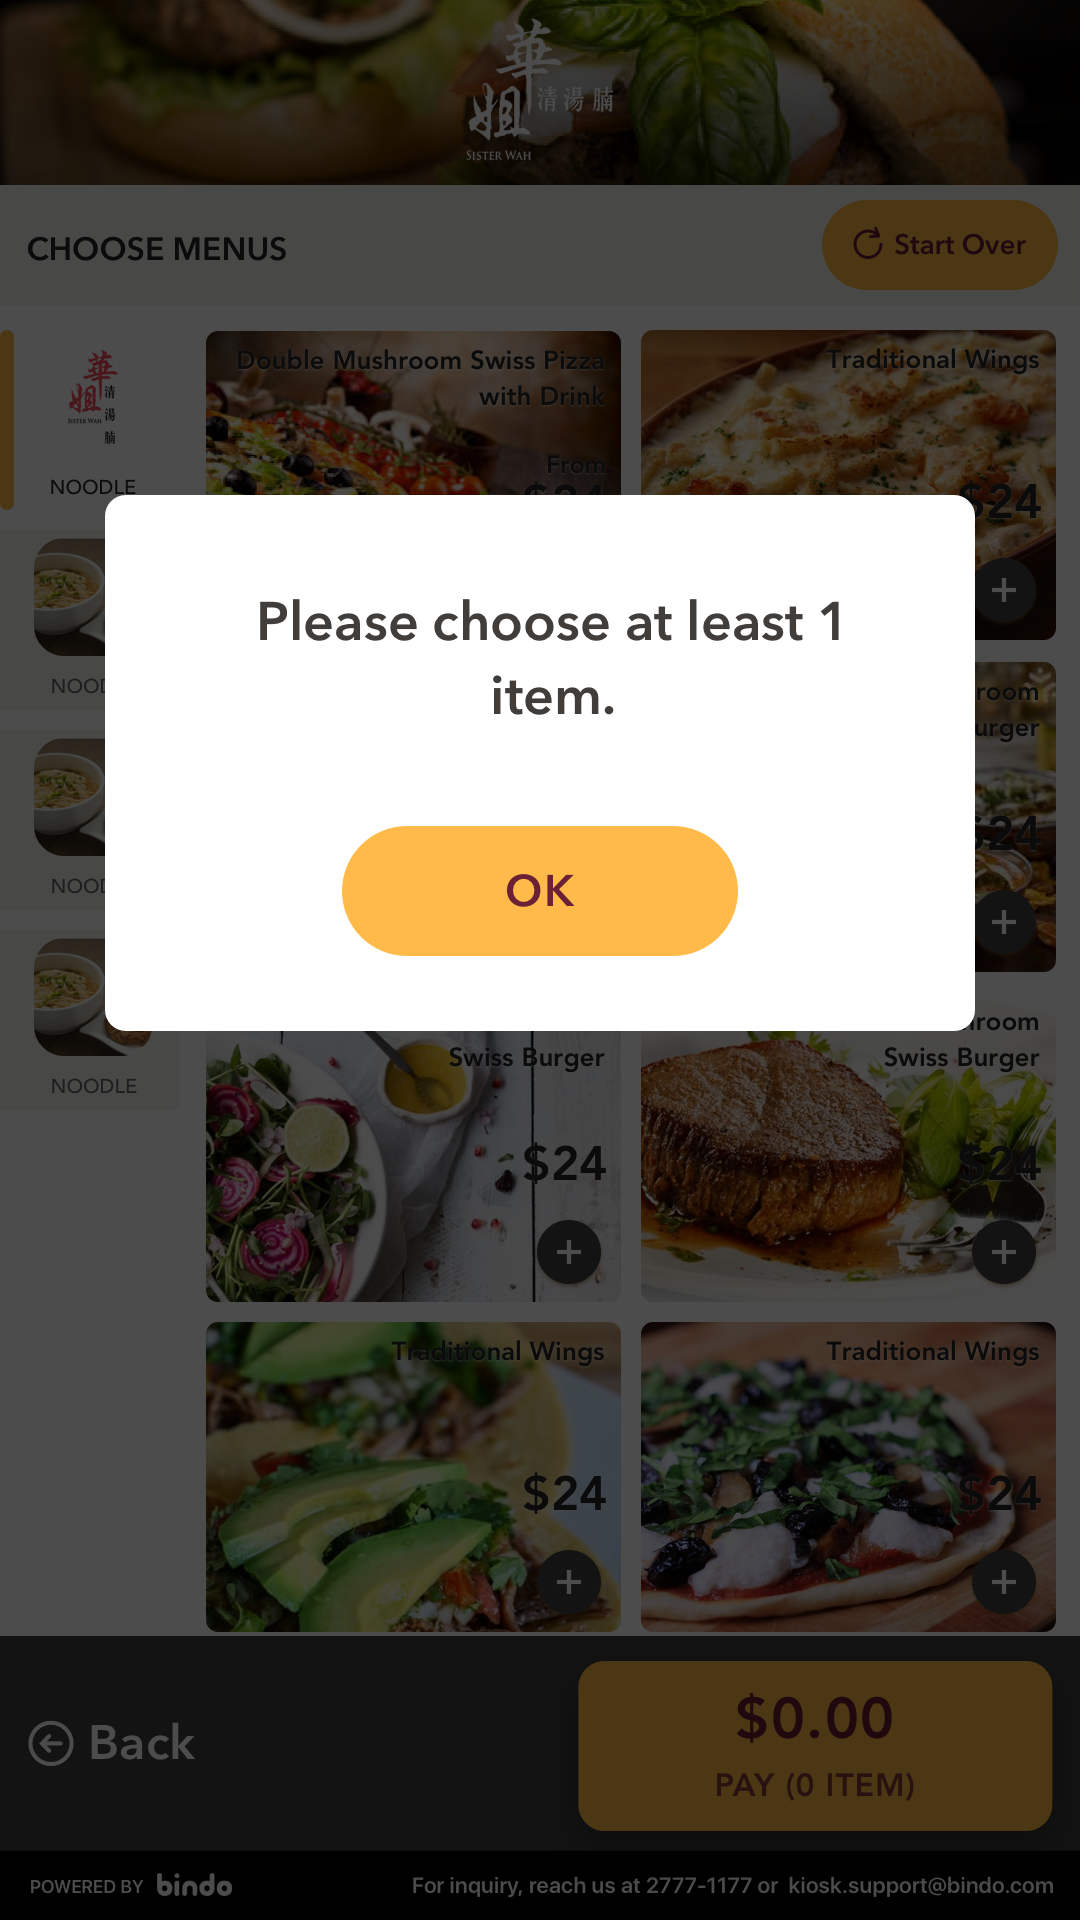 華姐
清湯腩
SISTER WAH
CHOOSE MENUS
Start Over
華姐
清湯腩
SISTER WAH
NOODLE
Double Mushroom Swiss Pizza
with Drink
From
$24
Traditional Wings
$24
Please choose at least 1
item.
OK
NOOD
room
urger
$24
NOOD
NOODLE
hroom
Swiss Burger
$24
Swiss Burger
$24
Traditional Wings
$24
Traditional Wings
$24
Back
$0.00
PAY (0 ITEM)
POWERED BY bindo
For inquiry, reach us at 2777-1177 or kiosk.support@bindo.com